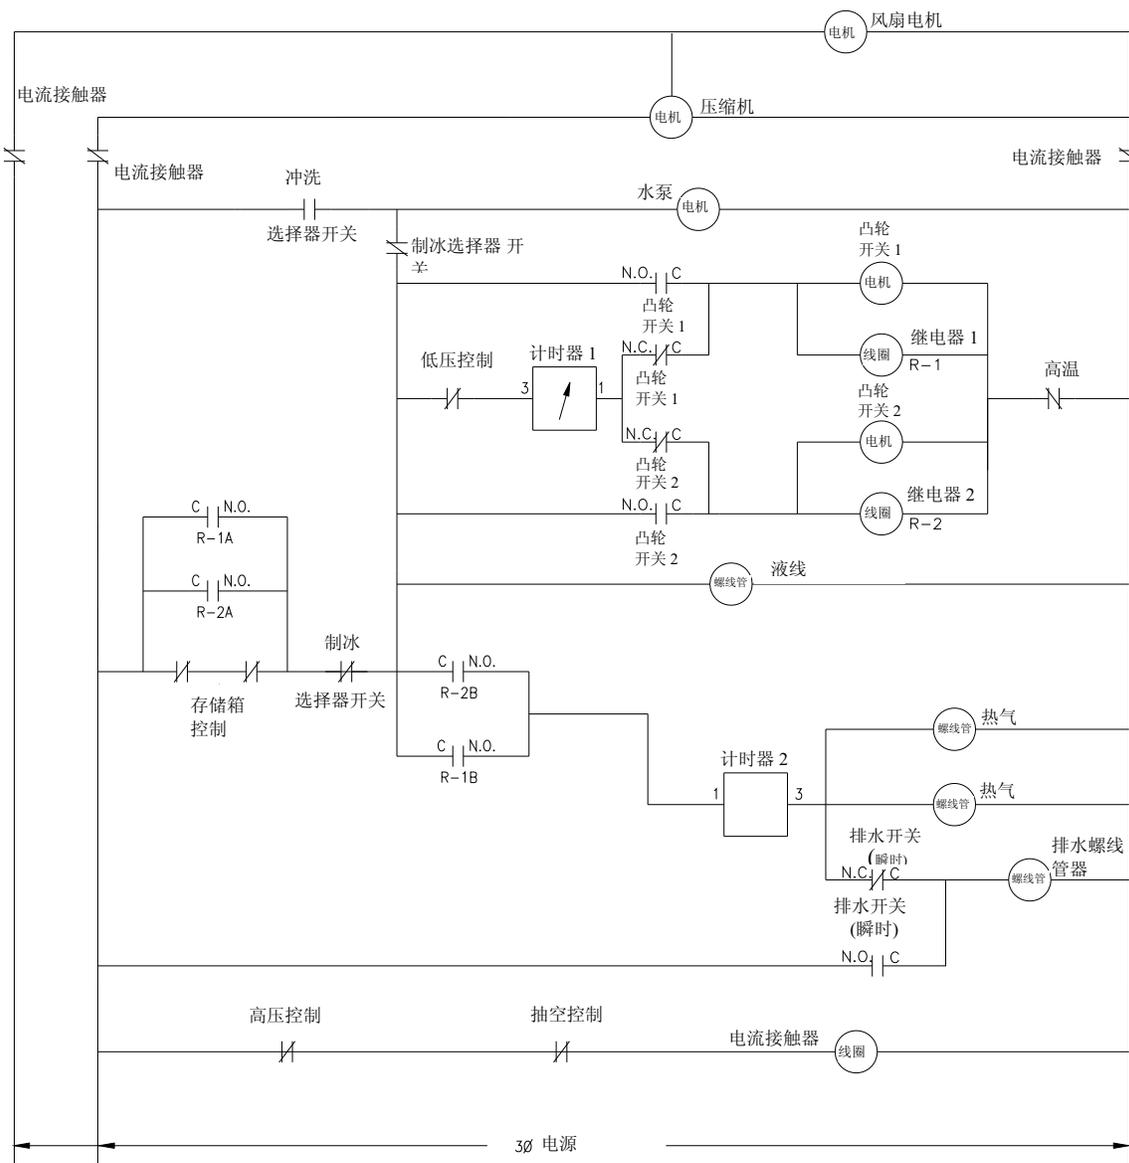 风扇电机
电机
电流接触器
压缩机
电机
电流接触器
电流接触器
冲洗
选择器开关
水泵
电机
制冰选择器 开
关
凸轮
开关 1
电机
N.O. C
凸轮
开关 1
N.C. C
凸轮
开关 1
继电器 1
线圈
R-1
低压控制
计时器 1
3
1
高温
凸轮
开关 2
电机
N.C. C
凸轮
开关 2
N.O. C
凸轮
开关 2
继电器 2
线圈
R-2
C N.O.
R-1A
C N.O.
R-2A
液线
螺线管
制冰
选择器开关
存储箱
控制
C N.O.
R-2B
C N.O.
R-1B
热气
螺线管
计时器 2
1
3
热气
螺线管
排水开关
(瞬时)
N.C. C
排水螺线
管器
螺线管
排水开关
(瞬时)
N.O. C
高压控制
抽空控制
电流接触器
线圈
3Ø 电源